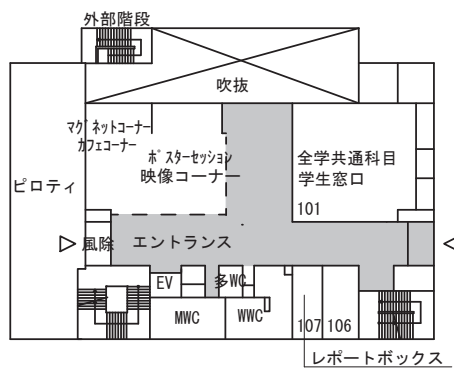 外部階段
吹抜
マグネットコーナー
カフェコーナー
ポスターセッション
映像コーナー
全学共通科目
学生窓口
101
ピロティ
風除
エントランス
EV
多WC
MWC
WWC
107
106
レポートボックス